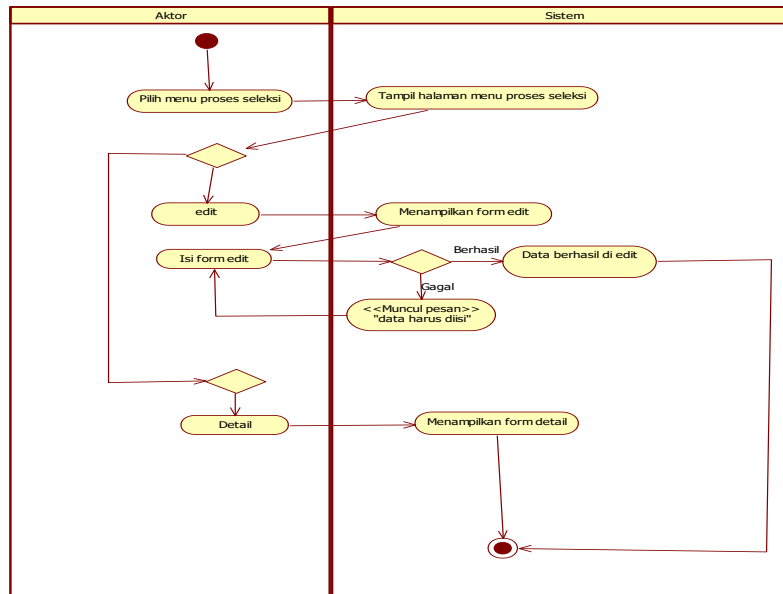 Aktor
Sistem
Pilih menu proses seleksi
Tampil halaman menu proses seleksi
edit
Menampilkan form edit
Isi form edit
Berhasil
Data berhasil di edit
Gagal
<<Muncul pesan>>
"data harus diisi"
Detail
Menampilkan form detail